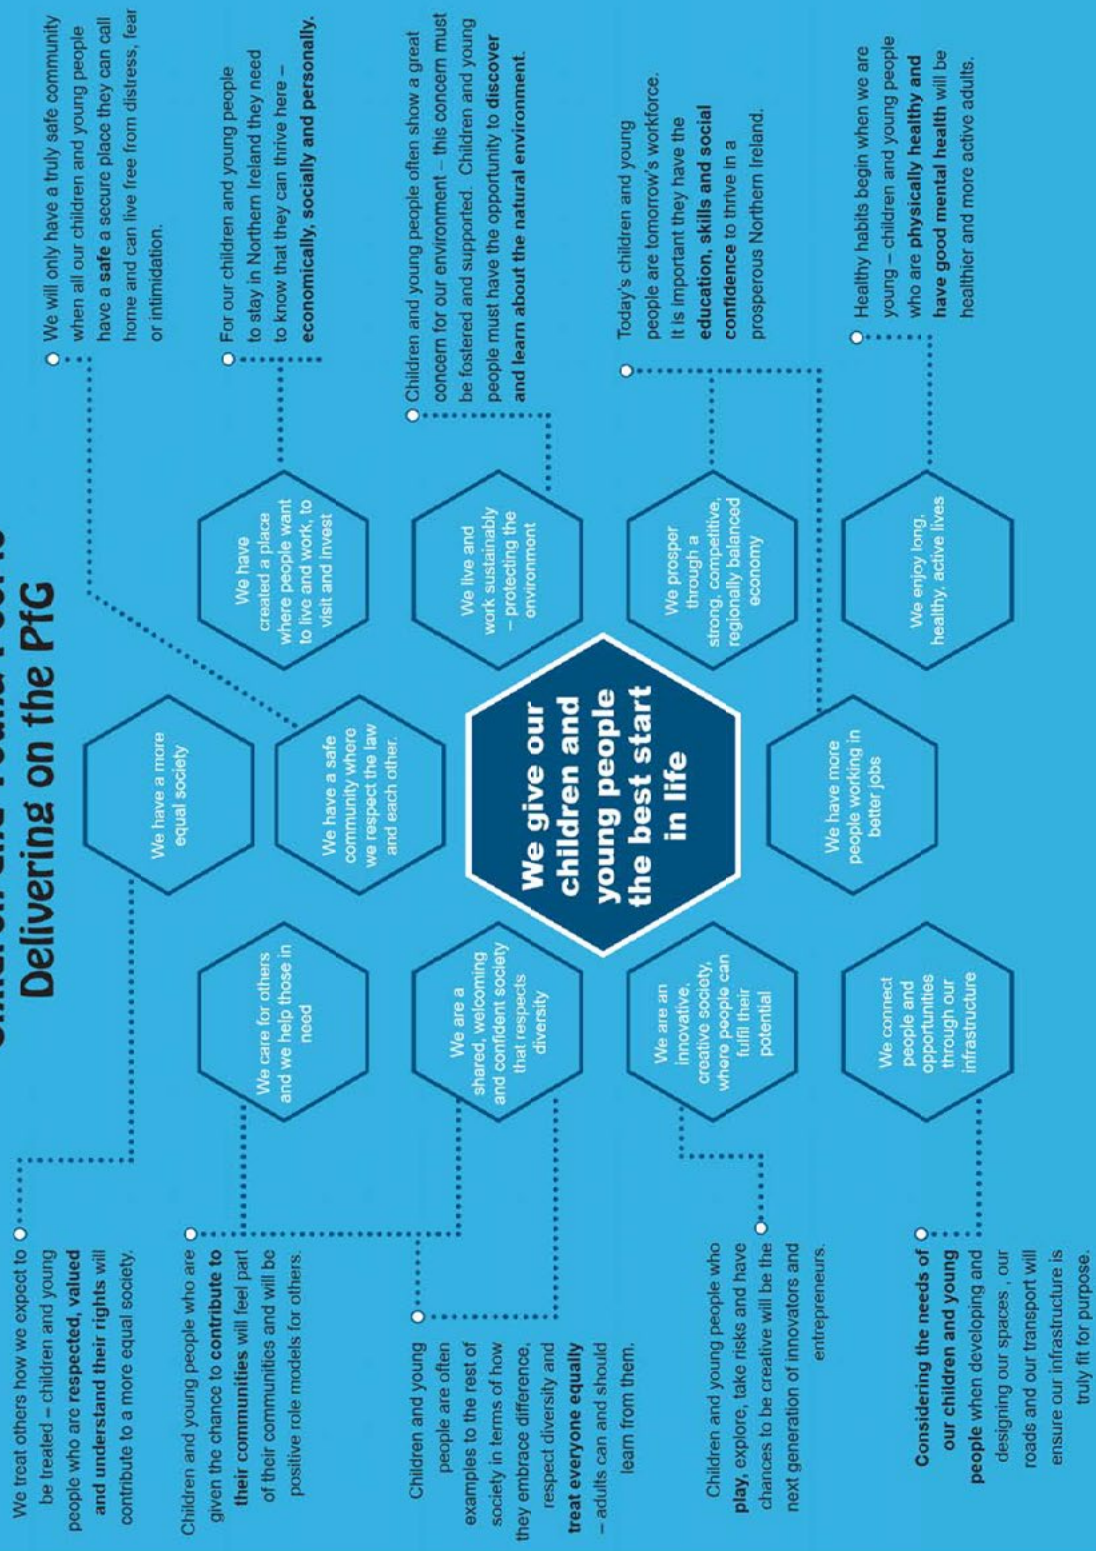 Delivering on the PfG
We treat others how we expect to
be treated – children and young
people who are respected, valued
and understand their rights will
contribute to a more equal society.
Children and young people who are
given the chance to contribute to
their communities will feel part
of their communities and will be
positive role models for others.
Children and young
people are often
examples to the rest of
society in terms of how
they embrace difference,
respect diversity and
treat everyone equally
– adults can and should
learn from them.
Children and young people who
play, explore, take risks and have
chances to be creative will be the
next generation of innovators and
entrepreneurs.
Considering the needs of
our children and young
people when developing and
designing our spaces , our
roads and our transport will
ensure our infrastructure is
truly fit for purpose.
We care for others
and we help those in
need
We are a
shared, welcoming
and confident society
that respects
diversity
We are an
innovative,
creative society,
where people can
fulfil their
potential
We connect
people and
opportunities
through our
infrastructure
We have a more
equal society
We have a safe
community where
we respect the law
and each other.
We give our
children and
young people
the best start
in life
We have more
people working in
better jobs
We have
created a place
where people want
to live and work, to
visit and invest
We live and
work sustainably
– protecting the
environment
We prosper
through a
strong, competitive,
regionally balanced
economy
We enjoy long,
healthy, active lives
We will only have a truly safe community
when all our children and young people
have a safe a secure place they can call
home and can live free from distress, fear
or intimidation.
For our children and young people
to stay in Northern Ireland they need
to know that they can thrive here –
economically, socially and personally.
Children and young people often show a great
concern for our environment – this concern must
be fostered and supported. Children and young
people must have the opportunity to discover
and learn about the natural environment.
Today's children and young
people are tomorrow's workforce.
It is important they have the
education, skills and social
confidence to thrive in a
prosperous Northern Ireland.
Healthy habits begin when we are
young – children and young people
who are physically healthy and
have good mental health will be
healthier and more active adults.